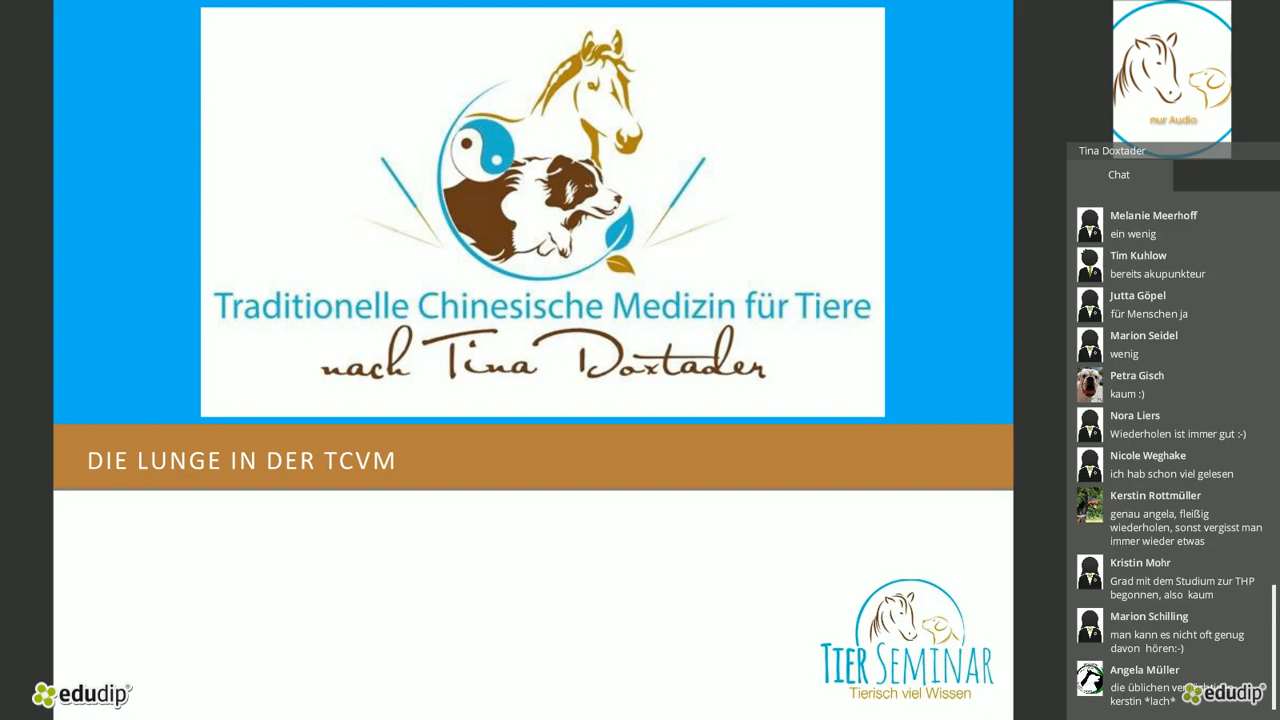 Traditionelle Chinesische Medizin für Tiere
nach Tina Doxtader
DIE LUNGE IN DER TCVM
TIER SEMINAR
Tierisch viel Wissen
edudip
nur Audio
Tina Doxtader
Chat
Melanie Meerhoff
ein wenig
Tim Kuhlow
bereits akupunkteur
Jutta Göpel
für Menschen ja
Marion Seidel
wenig
Petra Gisch
kaum :)
Nora Liers
Wiederholen ist immer gut :-)
Nicole Weghake
ich hab schon viel gelesen
Kerstin Rottmüller
genau angela, fleißig
wiederholen, sonst vergisst man
immer wieder etwas
Kristin Mohr
Grad mit dem Studium zur THP
begonnen, also kaum
Marion Schilling
man kann es nicht oft genug
davon hören:-)
Angela Müller
die üblichen
kerstin *lach*
edudip